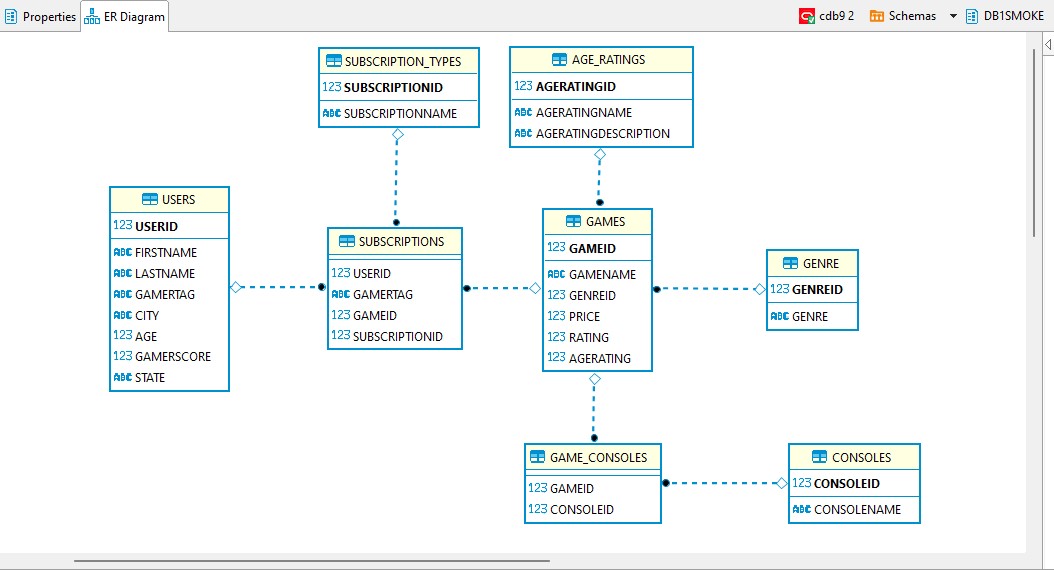 Properties
ER Diagram
cdb9 2
Schemas
DB1SMOKE
SUBSCRIPTION_TYPES
123 SUBSCRIPTIONID
ABC SUBSCRIPTIONNAME
AGE_RATINGS
123 AGERATINGID
ABC AGERATINGNAME
ABC AGERATINGDESCRIPTION
USERS
123 USERID
ABC FIRSTNAME
ABC LASTNAME
ABC GAMERTAG
ABC CITY
123 AGE
123 GAMERSCORE
ABC STATE
SUBSCRIPTIONS
123 USERID
ABC GAMERTAG
123 GAMEID
123 SUBSCRIPTIONID
GAMES
123 GAMEID
ABC GAMENAME
123 GENREID
123 PRICE
123 RATING
123 AGERATING
GENRE
123 GENREID
ABC GENRE
GAME_CONSOLES
123 GAMEID
123 CONSOLEID
CONSOLES
123 CONSOLEID
ABC CONSOLENAME